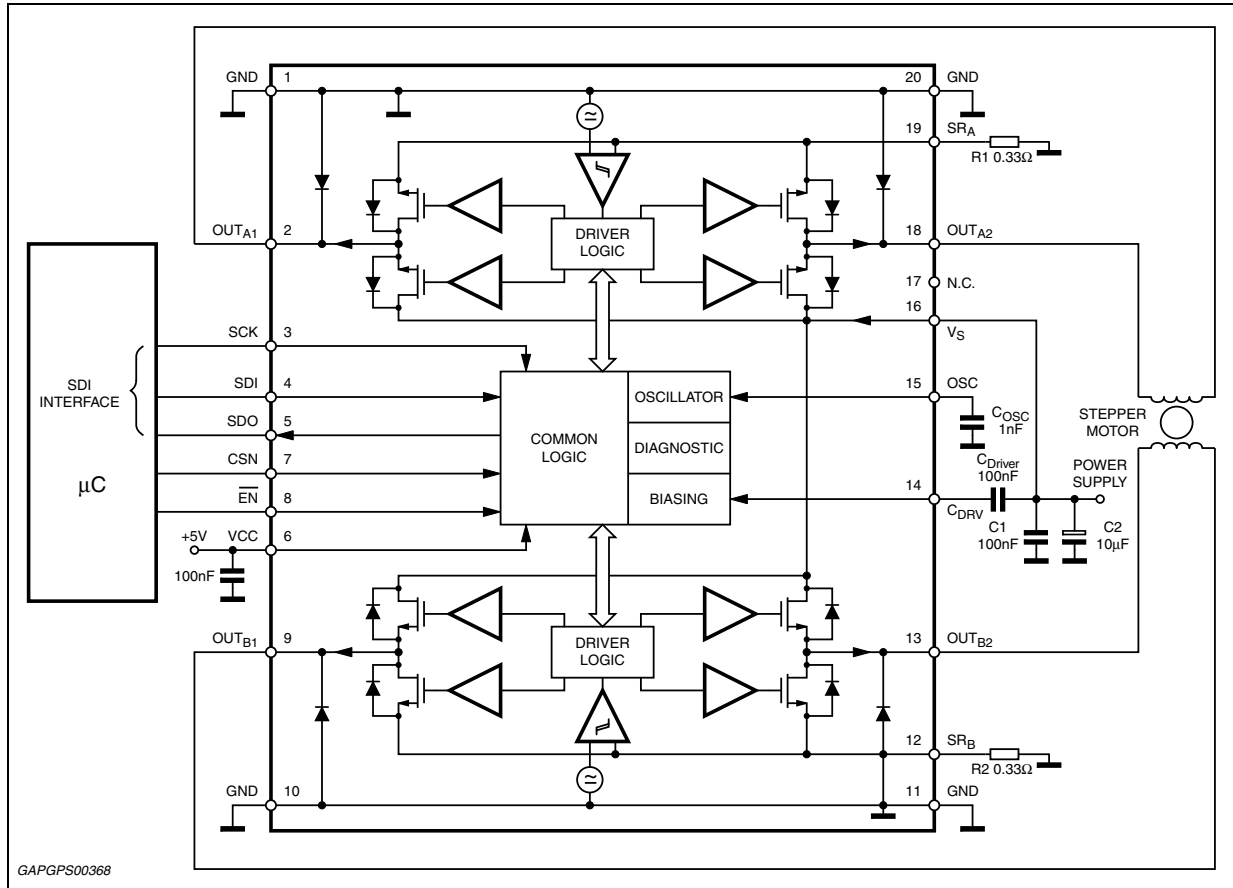 GND 1
20 GND
19 SRA
R1 0.33Ω
OUTA1 2
DRIVER
LOGIC
18 OUTA2
17 N.C.
16
VS
SCK 3
SDI 4
SDO 5
CSN 7
EN 8
SDI
INTERFACE
μC
+5V VCC 6
100nF
COMMON
LOGIC
OSCILLATOR
DIAGNOSTIC
BIASING
15 OSC
COSC
1nF
STEPPER
MOTOR
CDriver
100nF
POWER
SUPPLY
14
CDRV
C1
100nF
C2
10μF
OUTB1 9
DRIVER
LOGIC
13 OUTB2
12 SRB
R2 0.33Ω
GND 10
11 GND
GAPGPS00368